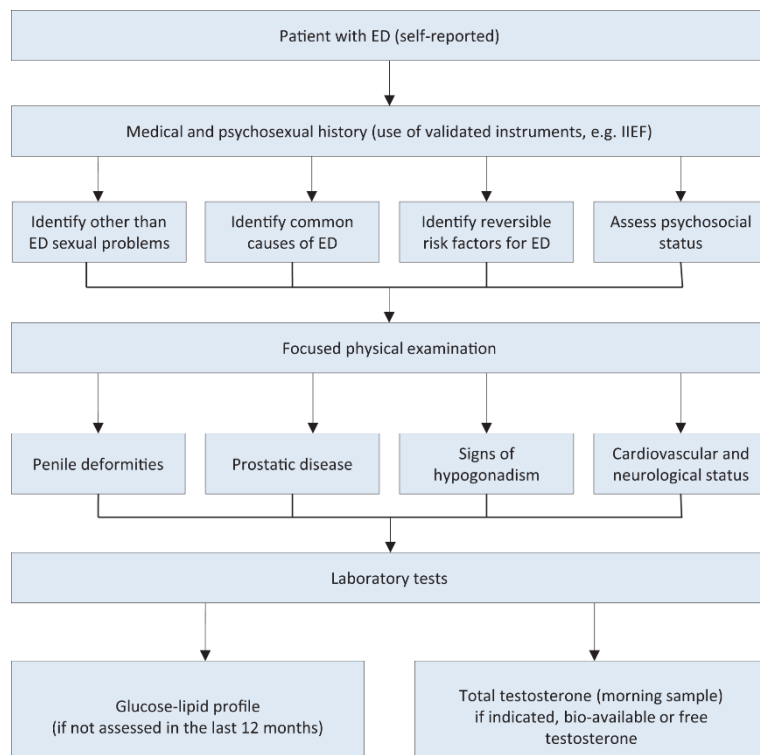 Patient with ED (self-reported)
Medical and psychosexual history (use of validated instruments, e.g. IIEF)
Identify other than
ED sexual problems
Identify common
causes of ED
Identify reversible
risk factors for ED
Assess psychosocial
status
Focused physical examination
Penile deformities
Prostatic disease
Signs of
hypogonadism
Cardiovascular and
neurological status
Laboratory tests
Glucose-lipid profile
(if not assessed in the last 12 months)
Total testosterone (morning sample)
if indicated, bio-available or free
testosterone